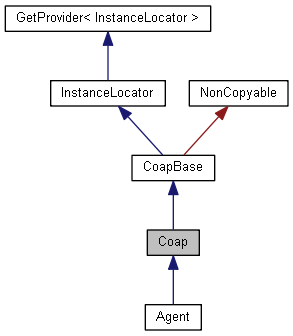 GetProvider< InstanceLocator >
InstanceLocator
NonCopyable
CoapBase
Coap
Agent